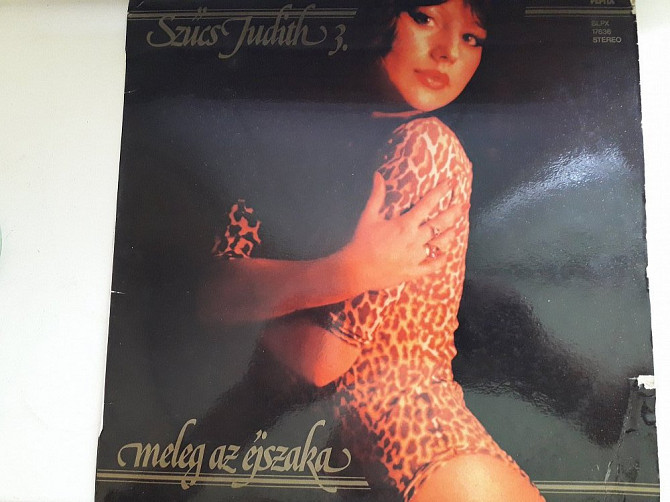 Szűcs Judith 3.
SLPX
17636
STEREO
meleg az éjszaka